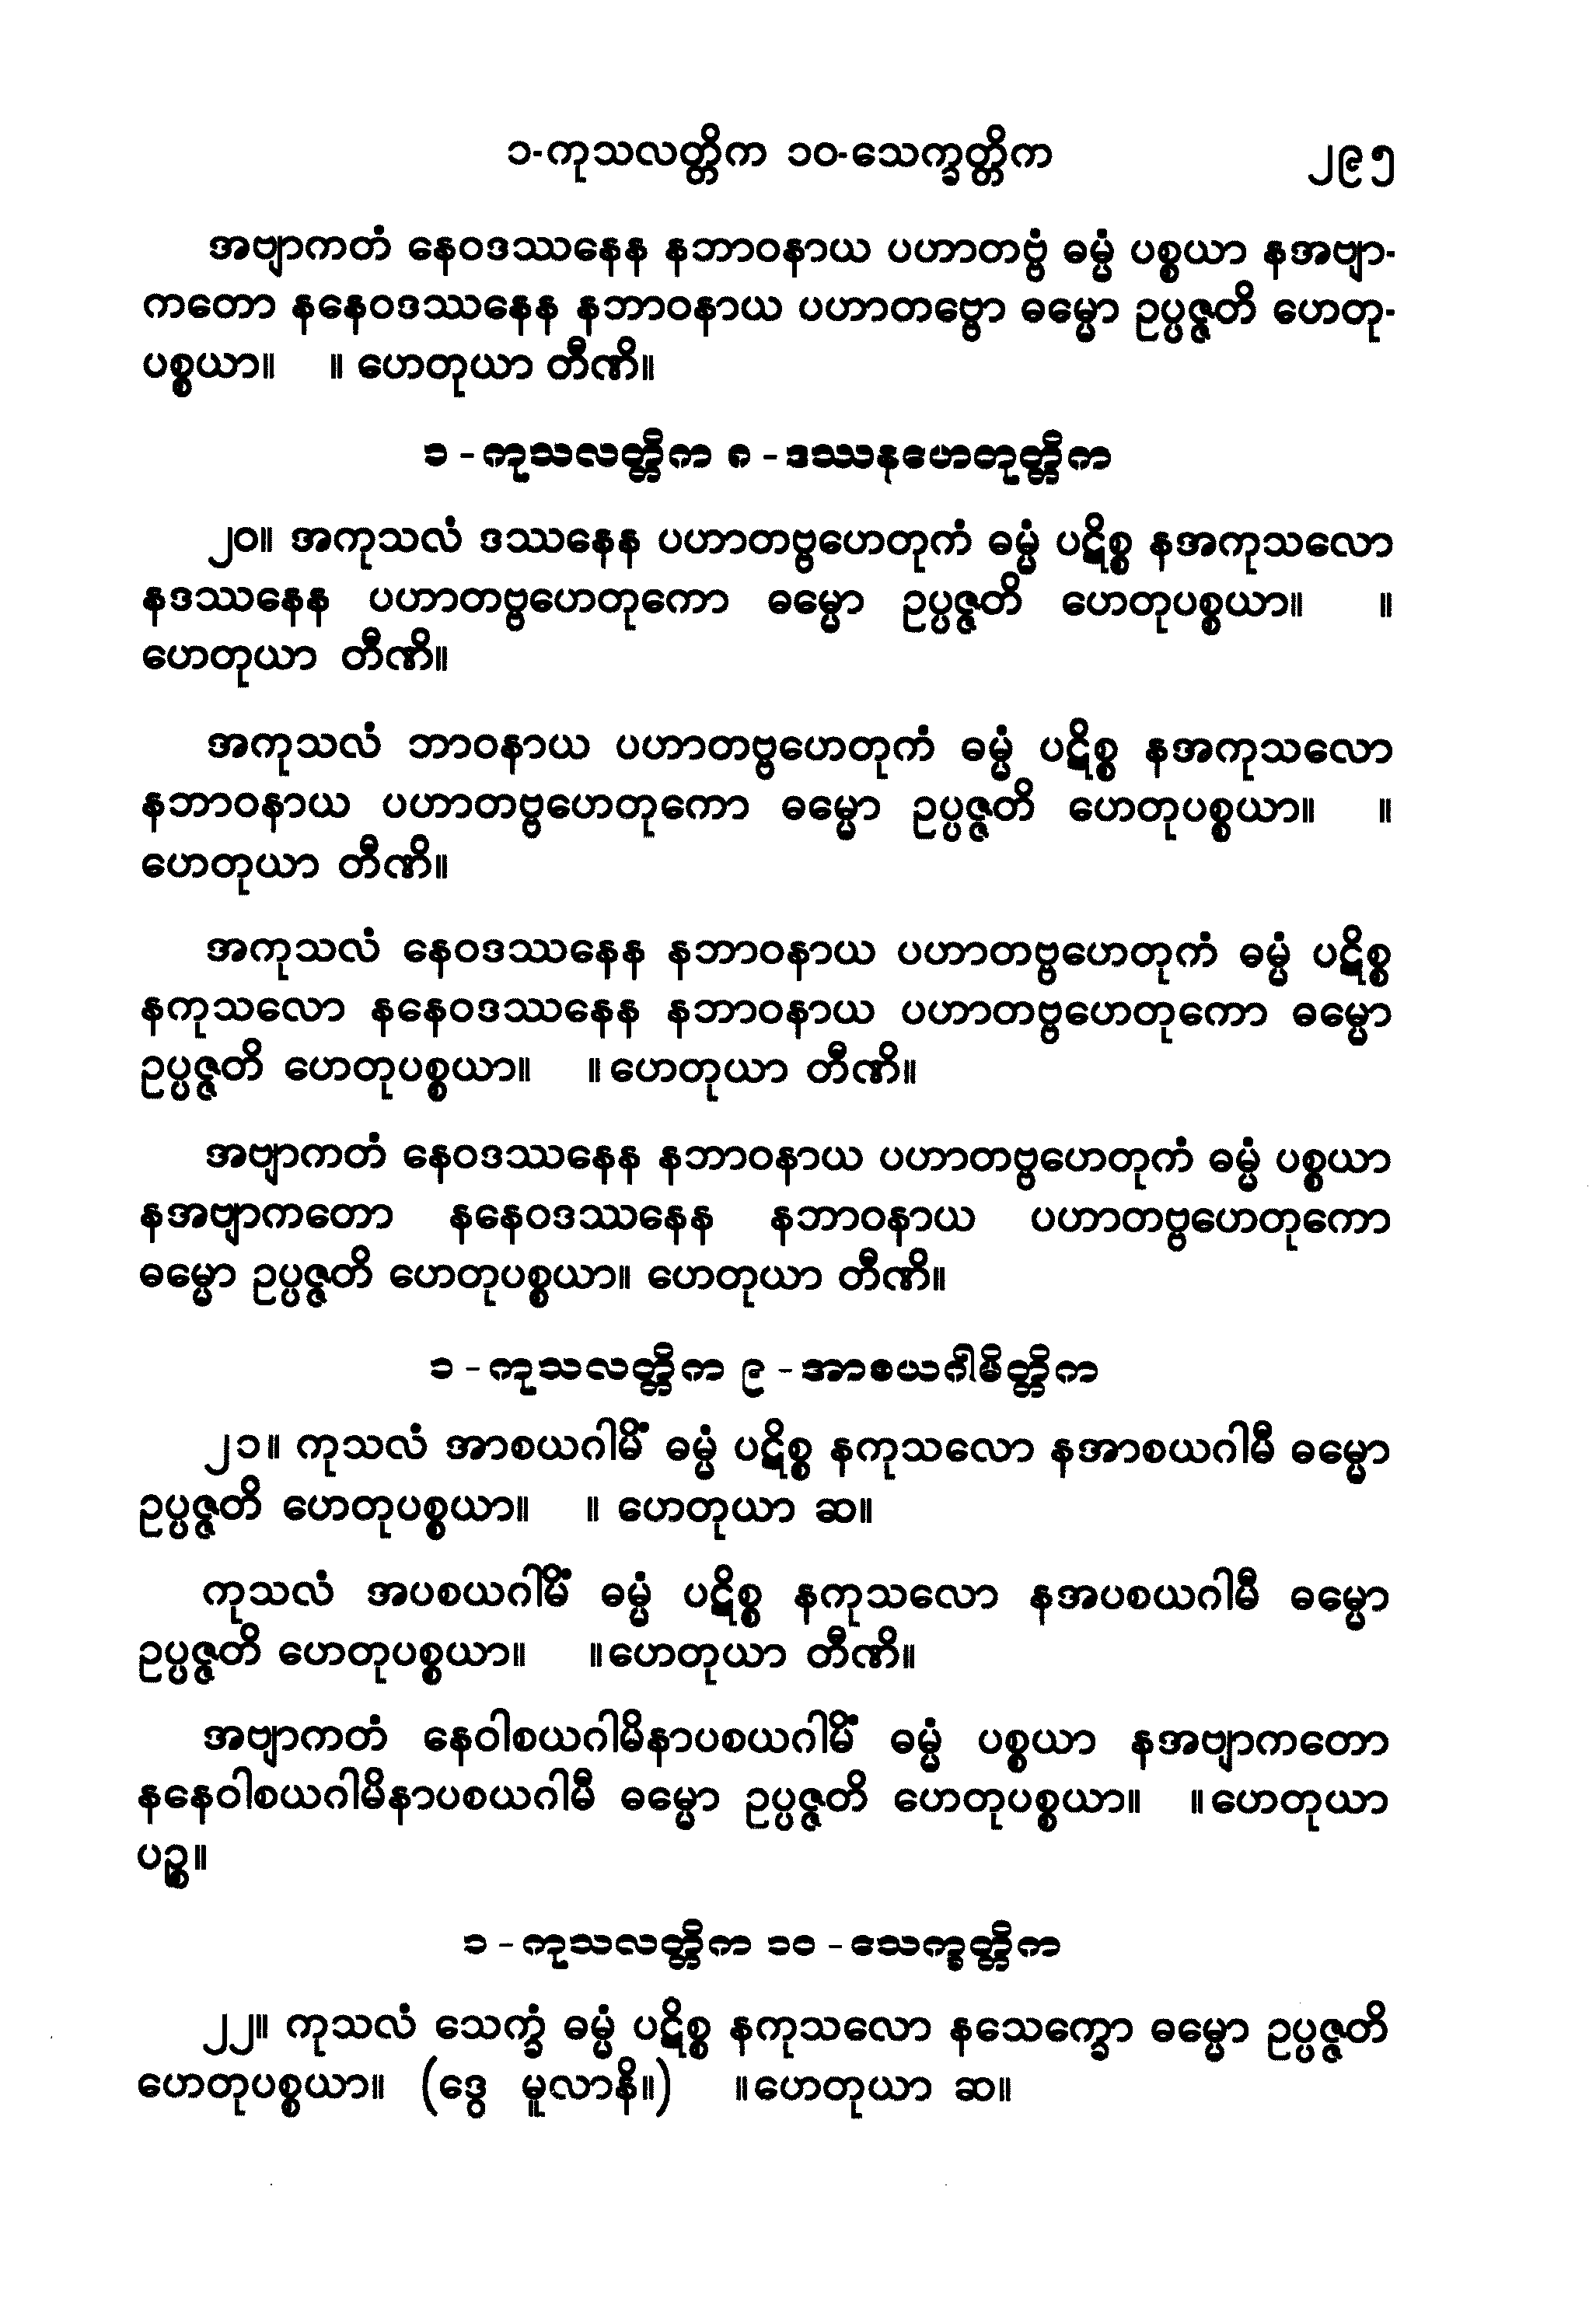 ၁-ကုသလတ္တိက ၁၀-သေက္ခတ္တိက ၂၉၅
အဗျာကတံ နေဝဒဿနေန နဘာဝနာယ ပဟာတဗ္ဗံ ဓမ္မံ ပစ္စယာ နအဗျာ-
ကတော နနေဝဒဿနေန နဘာဝနာယ ပဟာတဗ္ဗော ဓမ္မော ဥပ္ပဇ္ဇတိ ဟေတု-
ပစ္စယာ။ ။ ဟေတုယာ တီဏိ။
၁ - ကုသလတ္တိက ၈ - ဒဿနဟေတုတ္တိက
၂၀။ အကုသလံ ဒဿနေန ပဟာတဗ္ဗဟေတုကံ ဓမ္မံ ပဋိစ္စ နအကုသလော
နဒဿနေန ပဟာတဗ္ဗဟေတုကော ဓမ္မော ဥပ္ပဇ္ဇတိ ဟေတုပစ္စယာ။ ။
ဟေတုယာ တီဏိ။
အကုသလံ ဘာဝနာယ ပဟာတဗ္ဗဟေတုကံ ဓမ္မံ ပဋိစ္စ နအကုသလော
နဘာဝနာယ ပဟာတဗ္ဗဟေတုကော ဓမ္မော ဥပ္ပဇ္ဇတိ ဟေတုပစ္စယာ။ ။
ဟေတုယာ တီဏိ။
အကုသလံ နေဝဒဿနေန နဘာဝနာယ ပဟာတဗ္ဗဟေတုကံ ဓမ္မံ ပဋိစ္စ
နကုသလော နနေဝဒဿနေန နဘာဝနာယ ပဟာတဗ္ဗဟေတုကော ဓမ္မော
ဥပ္ပဇ္ဇတိ ဟေတုပစ္စယာ။ ။ ဟေတုယာ တီဏိ။
အဗျာကတံ နေဝဒဿနေန နဘာဝနာယ ပဟာတဗ္ဗဟေတုကံ ဓမ္မံ ပစ္စယာ
နအဗျာကတော နနေဝဒဿနေန နဘာဝနာယ ပဟာတဗ္ဗဟေတုကော
ဓမ္မော ဥပ္ပဇ္ဇတိ ဟေတုပစ္စယာ။ ဟေတုယာ တီဏိ။
၁ - ကုသလတ္တိက ၉ - အာစယဂါမိတ္တိက
၂၁။ ကုသလံ အာစယဂါမိံ ဓမ္မံ ပဋိစ္စ နကုသလော နအာစယဂါမီ ဓမ္မော
ဥပ္ပဇ္ဇတိ ဟေတုပစ္စယာ။ ။ ဟေတုယာ ဆ။
ကုသလံ အပစယဂါမိံ ဓမ္မံ ပဋိစ္စ နကုသလော နအပစယဂါမီ ဓမ္မော
ဥပ္ပဇ္ဇတိ ဟေတုပစ္စယာ။ ။ဟေတုယာ တီဏိ။
အဗျာကတံ နေဝါစယဂါမိနာပစယဂါမိံ ဓမ္မံ ပစ္စယာ နအဗျာကတော
နနေဝါစယဂါမိနာပစယဂါမီ ဓမ္မော ဥပ္ပဇ္ဇတိ ဟေတုပစ္စယာ။ ။ဟေတုယာ
ပဉ္စ။
၁ - ကုသလတ္တိက ၁၀ - သေက္ခတ္တိက
၂၂။ ကုသလံ သေက္ခံ ဓမ္မံ ပဋိစ္စ နကုသလော နသေက္ခော ဓမ္မော ဥပ္ပဇ္ဇတိ
ဟေတုပစ္စယာ။ (ဒွေ မူလာနိ။) ။ဟေတုယာ ဆ။